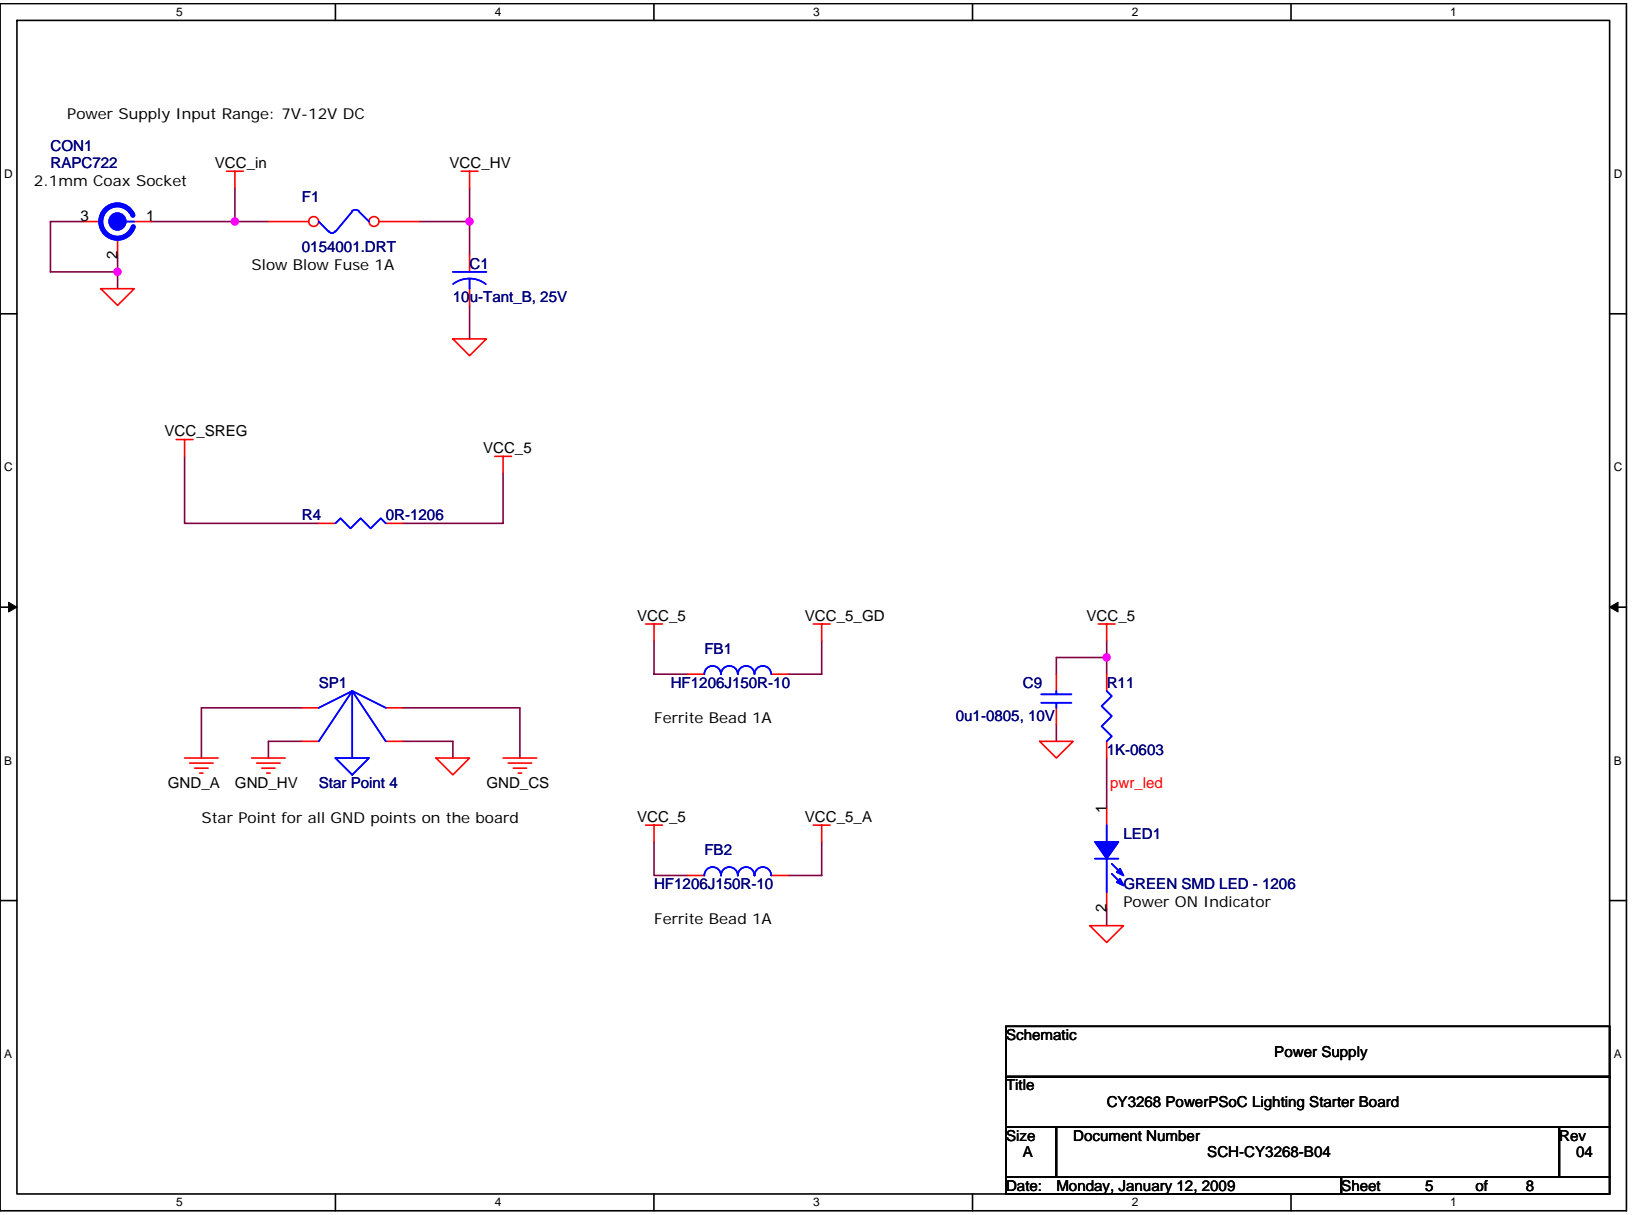 5 4 3 2 1
Power Supply Input Range: 7V-12V DC
CON1
RAPC722
2.1mm Coax Socket
VCC_in
VCC_HV
D
D
F1
3
1
2
0154001.DRT
Slow Blow Fuse 1A
C1
10u-Tant_B, 25V
VCC_SREG
VCC_5
C
C
R4
0R-1206
VCC_5
VCC_5_GD
FB1
HF1206J150R-10
Ferrite Bead 1A
VCC_5
C9
0u1-0805, 10V
R11
1K-0603
pwr_led
1
LED1
GREEN SMD LED - 1206
Power ON Indicator
2
SP1
B
B
GND_A
GND_HV
Star Point 4
GND_CS
Star Point for all GND points on the board
VCC_5
VCC_5_A
FB2
HF1206J150R-10
Ferrite Bead 1A
A
A
Schematic
Power Supply
Title
CY3268 PowerPSoC Lighting Starter Board
Size
A
Document Number
SCH-CY3268-B04
Rev
04
Date: Monday, January 12, 2009
Sheet 5 of 8
5 4 3 2 1